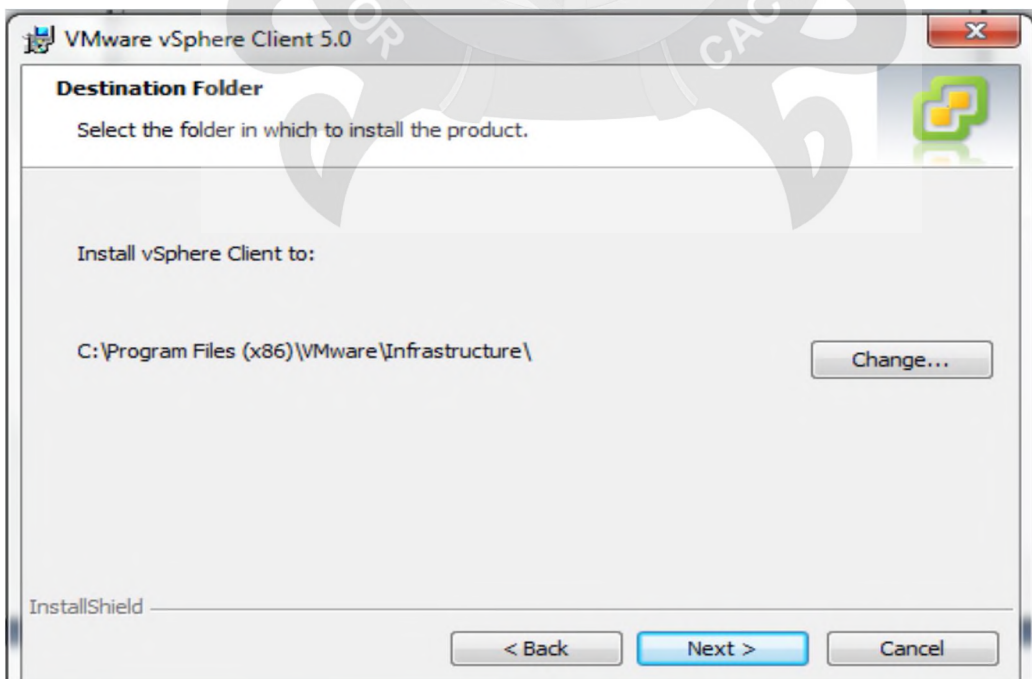 VMware vSphere Client 5.0
Destination Folder
Select the folder in which to install the product.
Install vSphere Client to:
C:\Program Files (x86)\VMware\Infrastructure\
Change...
InstallShield
< Back
Next >
Cancel